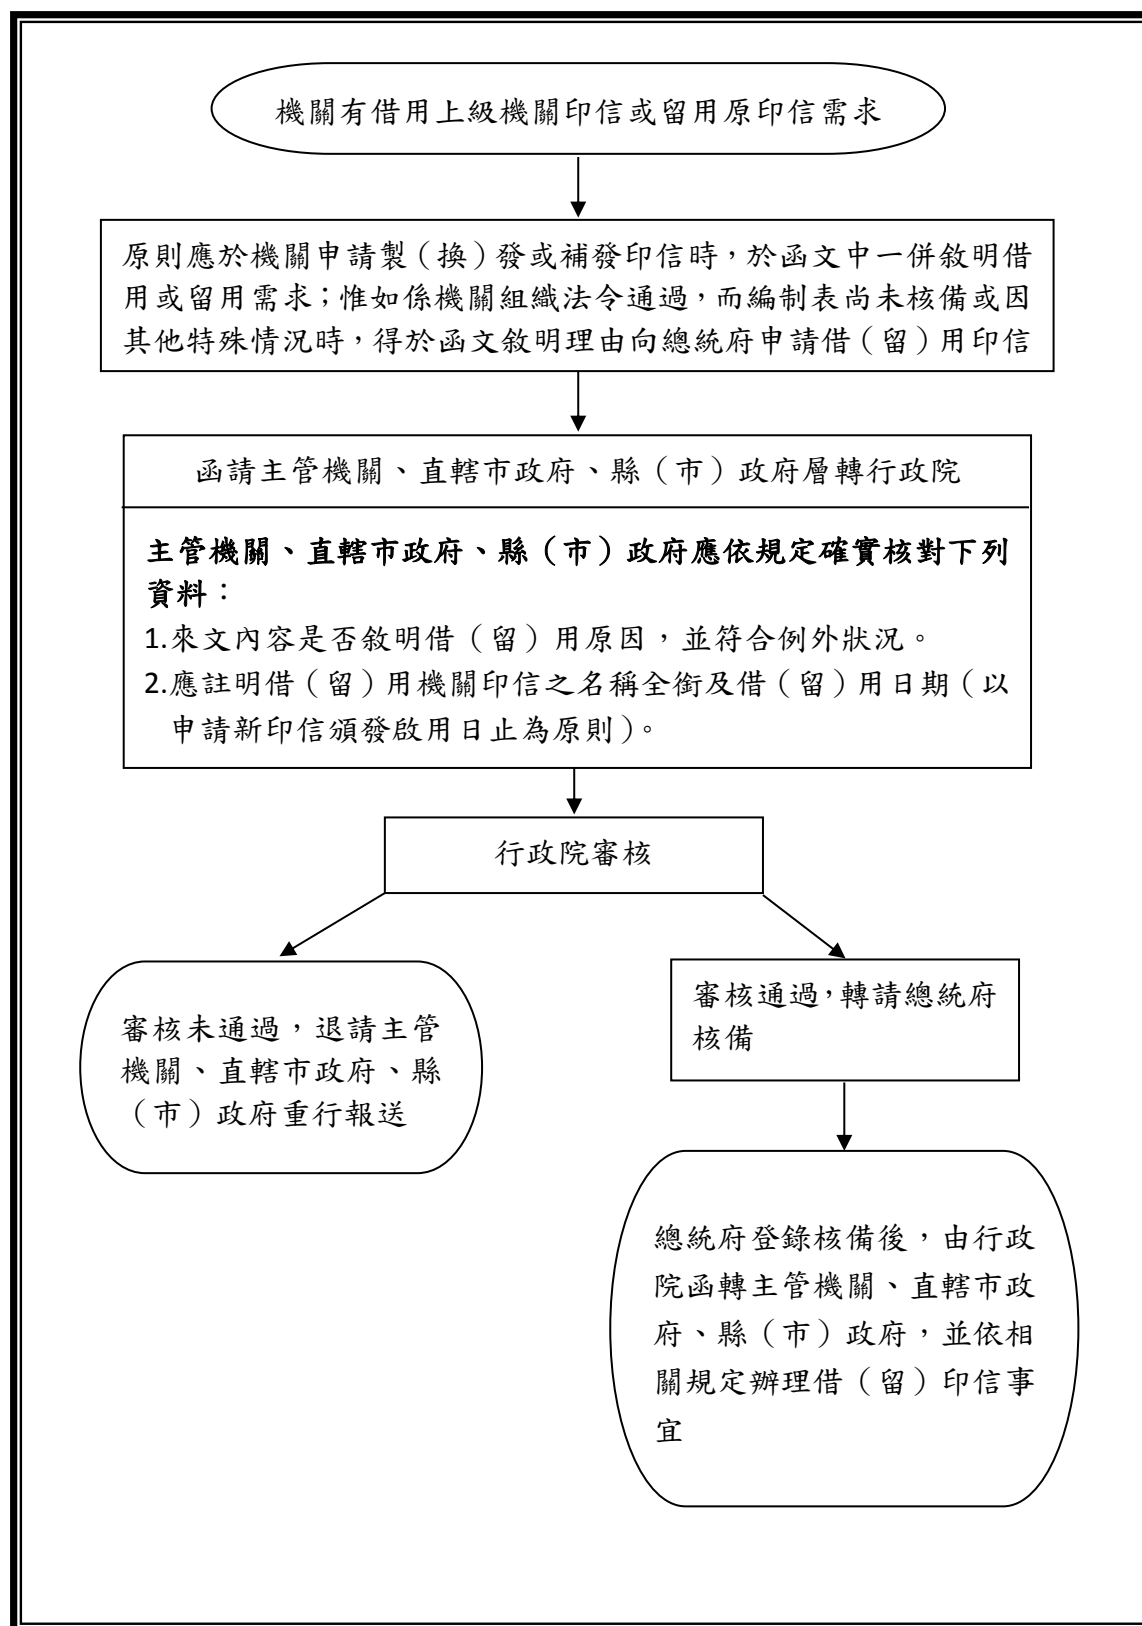 機關有借用上級機關印信或留用原印信需求
原則應於機關申請製（換）發或補發印信時，於函文中一併敘明借
用或留用需求；惟如係機關組織法令通過，而編制表尚未核備或因
其他特殊情況時，得於函文敘明理由向總統府申請借（留）用印信
函請主管機關、直轄市政府、縣（市）政府層轉行政院
主管機關、直轄市政府、縣（市）政府應依規定確實核對下列
資料：
1.來文內容是否敘明借（留）用原因，並符合例外狀況。
2.應註明借（留）用機關印信之名稱全銜及借（留）用日期（以
申請新印信頒發啟用日止為原則）。
行政院審核
審核未通過，退請主管
機關、直轄市政府、縣
（市）政府重行報送
審核通過，轉請總統府
核備
總統府登錄核備後，由行政
院函轉主管機關、直轄市政
府、縣（市）政府，並依相
關規定辦理借（留）印信事
宜